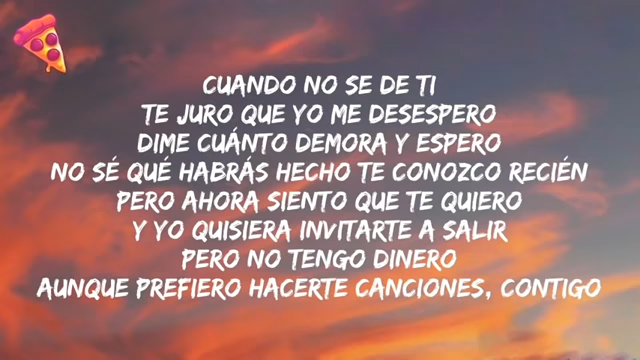 CUANDO NO SE DE TI
TE JURO QUE YO ME DESESPERO
DIME CUÁNTO DEMORA Y ESPERO
NO SÉ QUÉ HABRÁS HECHO TE CONOZCO RECIÉN
PERO AHORA SIENTO QUE TE QUIERO
Y YO QUISIERA INVITARTE A SALIR
PERO NO TENGO DINERO
AUNQUE PREFIERO HACERTE CANCIONES, CONTIGO